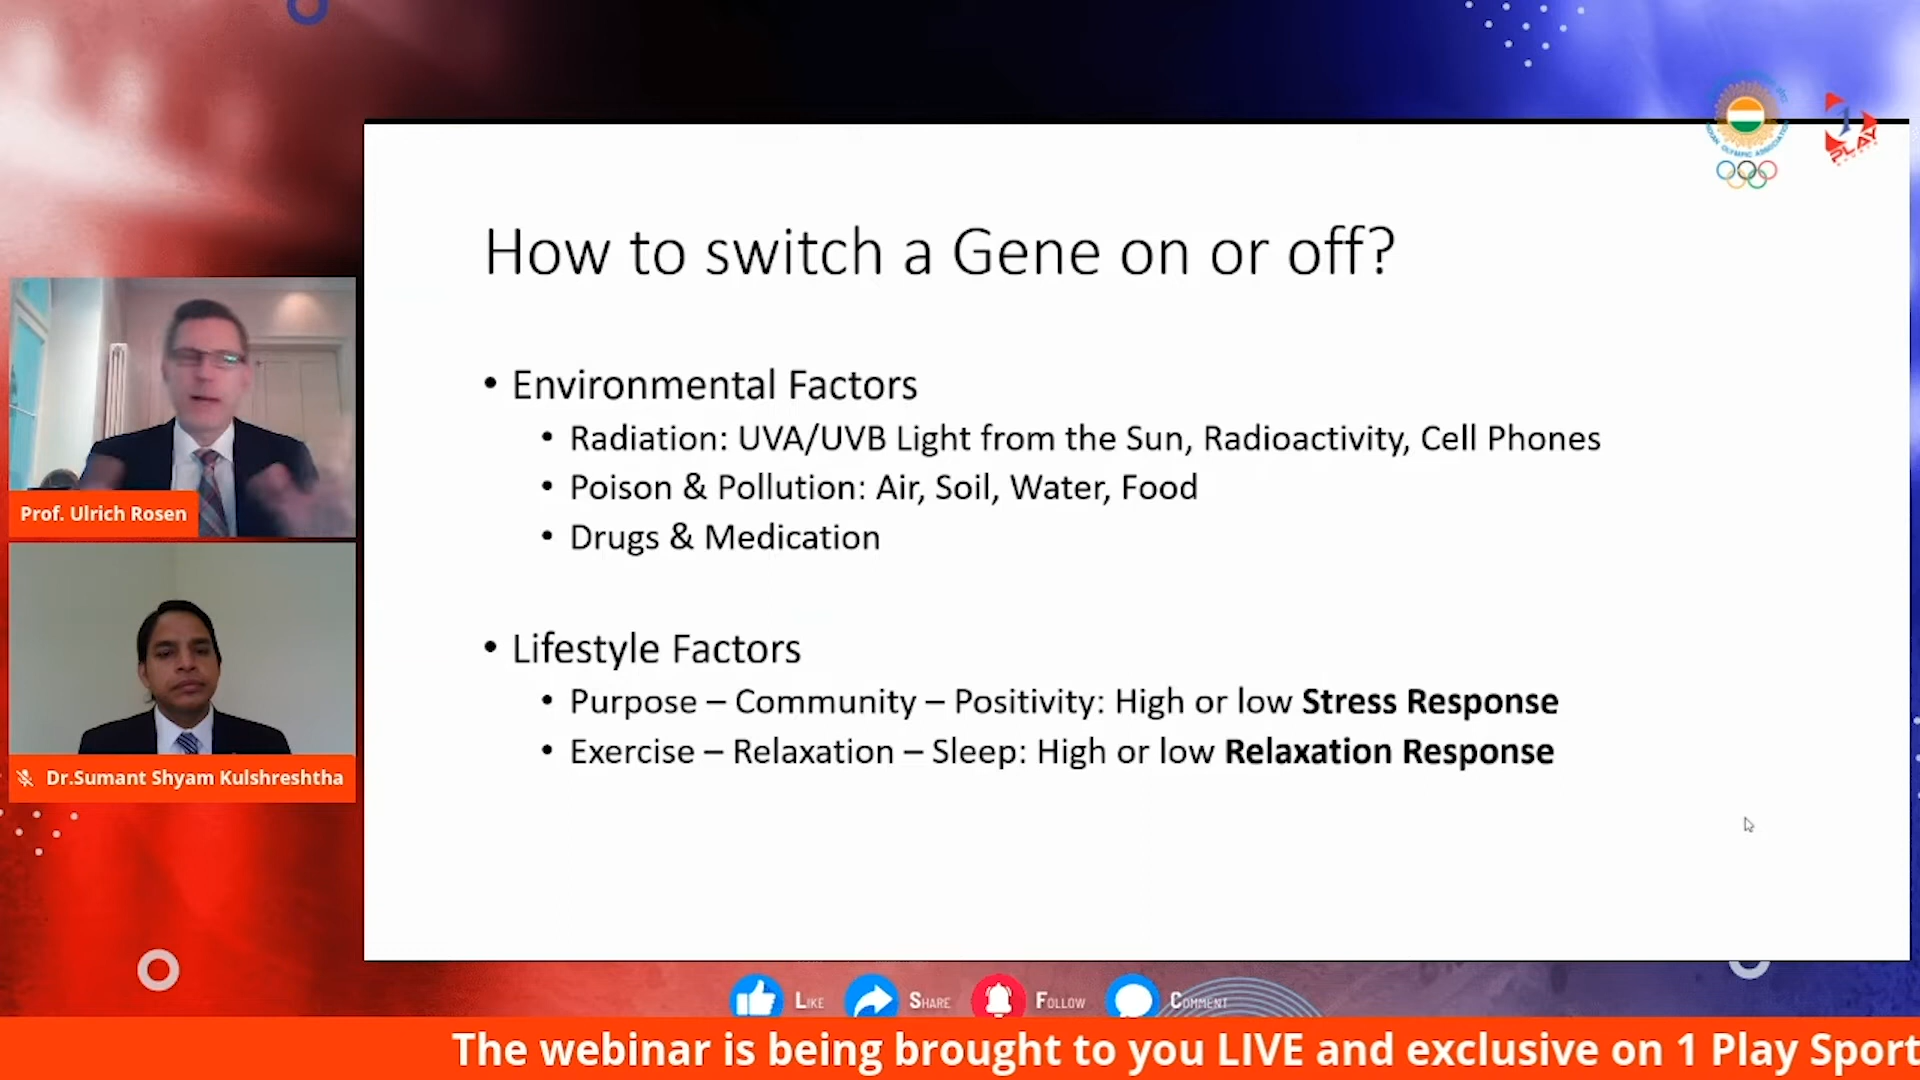 How to switch a Gene on or off?
• Environmental Factors
• Radiation: UVA/UVB Light from the Sun, Radioactivity, Cell Phones
• Poison & Pollution: Air, Soil, Water, Food
• Drugs & Medication
• Lifestyle Factors
• Purpose – Community – Positivity: High or low Stress Response
• Exercise – Relaxation – Sleep: High or low Relaxation Response
Prof. Ulrich Rosen
Dr.Sumant Shyam Kulshreshtha
PLAY
LIKE SHARE FOLLOW COMMENT
The webinar is being brought to you LIVE and exclusive on 1 Play Sport